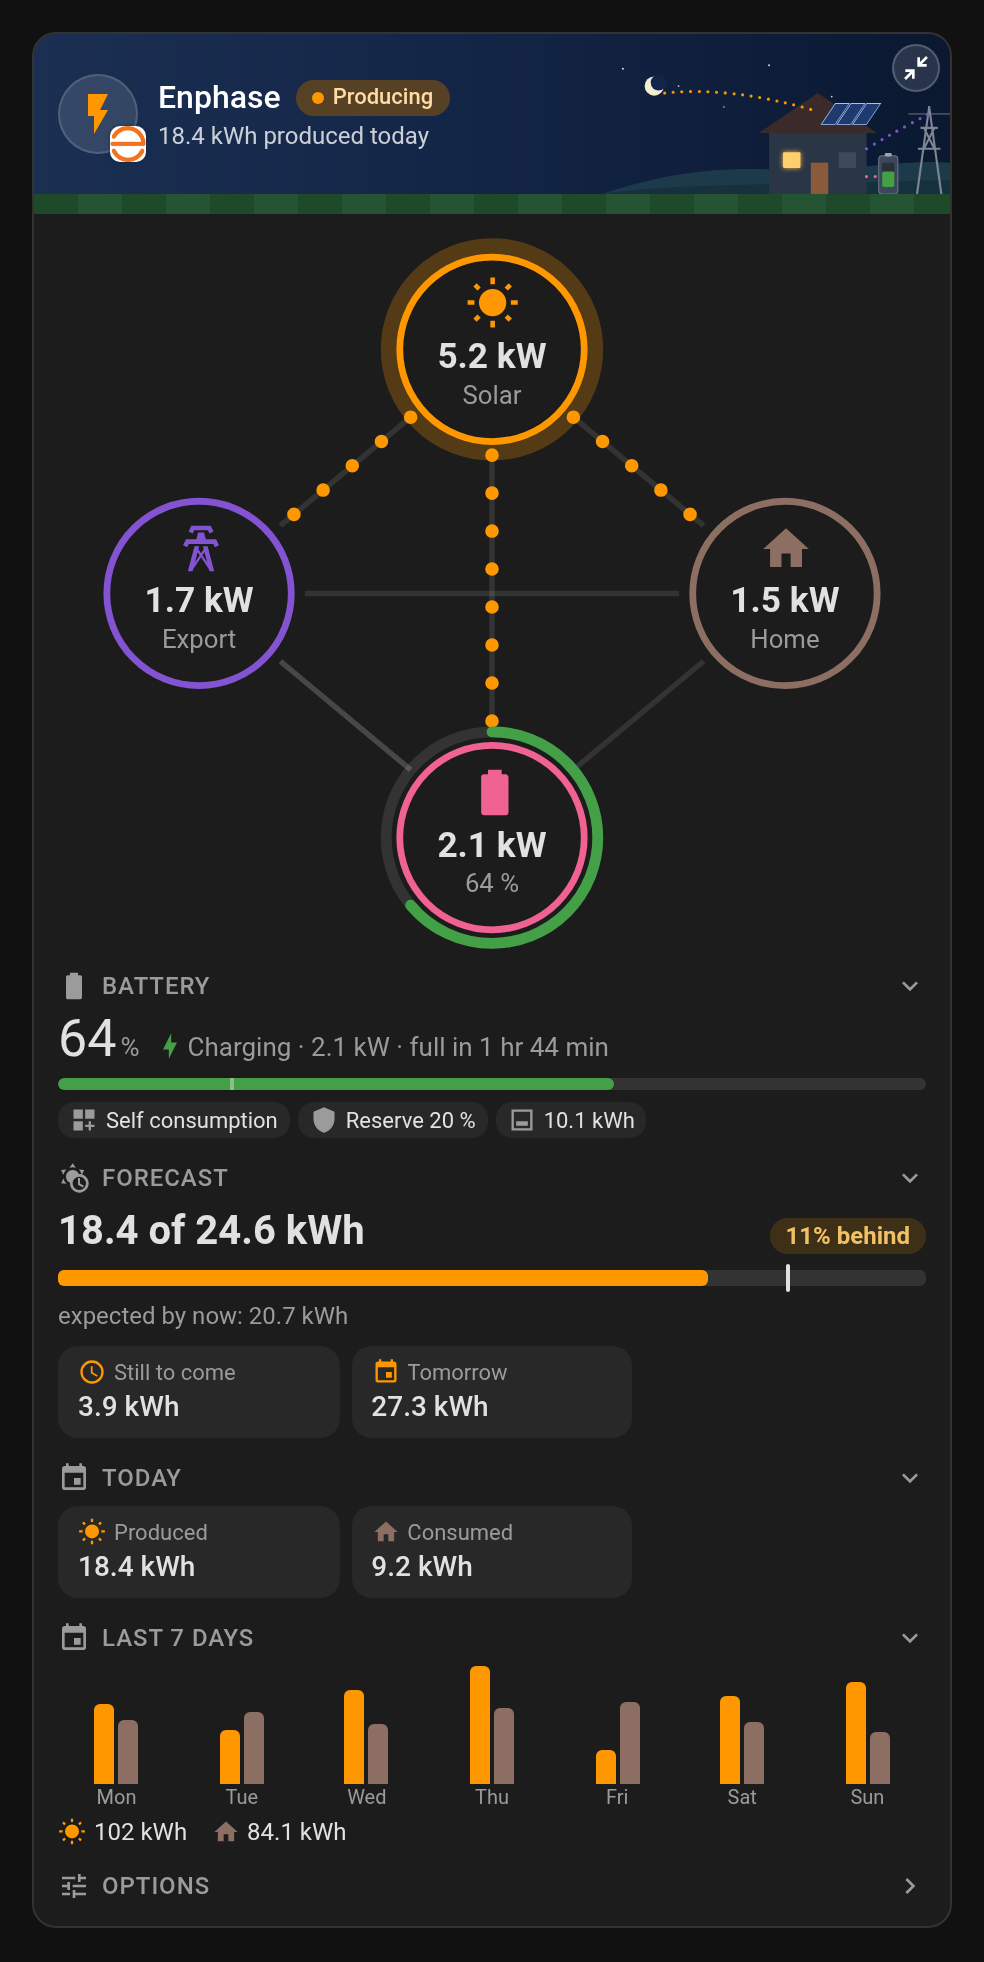 Enphase
Producing
18.4 kWh produced today
5.2 kW
Solar
1.7 kW
Export
1.5 kW
Home
2.1 kW
64 %
BATTERY
64 % Charging · 2.1 kW · full in 1 hr 44 min
Self consumption
Reserve 20 %
10.1 kWh
FORECAST
18.4 of 24.6 kWh
11% behind
expected by now: 20.7 kWh
Still to come
3.9 kWh
Tomorrow
27.3 kWh
TODAY
Produced
18.4 kWh
Consumed
9.2 kWh
LAST 7 DAYS
Mon Tue Wed Thu Fri Sat Sun
102 kWh 84.1 kWh
OPTIONS